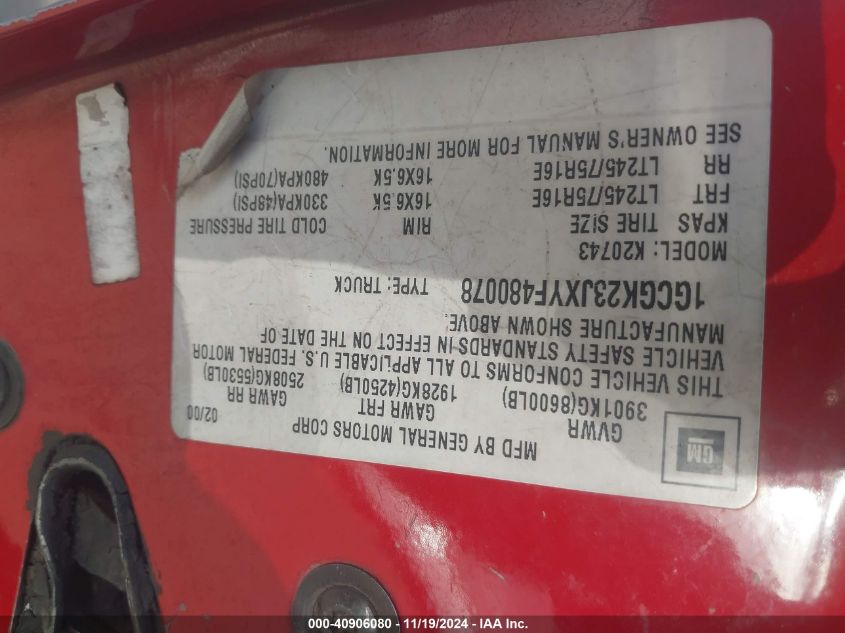 MFD BY GENERAL MOTORS CORP
02/00
GM
GVWR GAWR FRT GAWR RR
3901KG(8600LB) 1928KG(4250LB) 2508KG(5530LB)
THIS VEHICLE CONFORMS TO ALL APPLICABLE U.S. FEDERAL MOTOR
VEHICLE SAFETY STANDARDS IN EFFECT ON THE DATE OF
MANUFACTURE SHOWN ABOVE.
1GCGK23JXYF480078 TYPE: TRUCK
MODEL: K20743
KPAS TIRE SIZE RIM COLD TIRE PRESSURE
FRT LT245/75R16E 16X6.5K 330KPA(48PSI)
RR LT245/75R16E 16X6.5K 480KPA(70PSI)
SEE OWNER'S MANUAL FOR MORE INFORMATION.
000-40906080 | 11/19/2024 - IAA Inc.